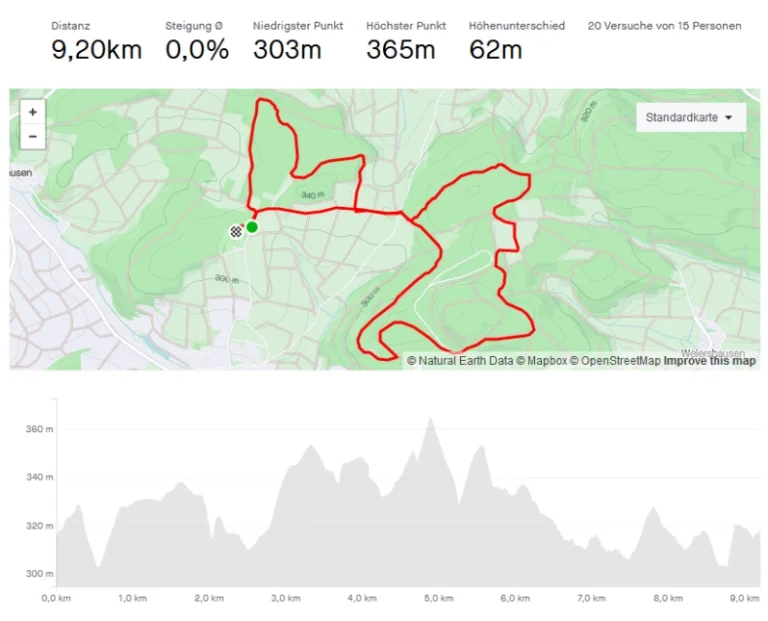 Distanz Steigung Ø Niedrigster Punkt Höchster Punkt Höhenunterschied 20 Versuche von 15 Personen
9,20km 0,0% 303m 365m 62m
+
−
Standardkarte
320 m
usen
340 m
300 m
300 m
Weiershausen
© Natural Earth Data © Mapbox © OpenStreetMap Improve this map
360 m
340 m
320 m
300 m
0,0 km 1,0 km 2,0 km 3,0 km 4,0 km 5,0 km 6,0 km 7,0 km 8,0 km 9,0 km